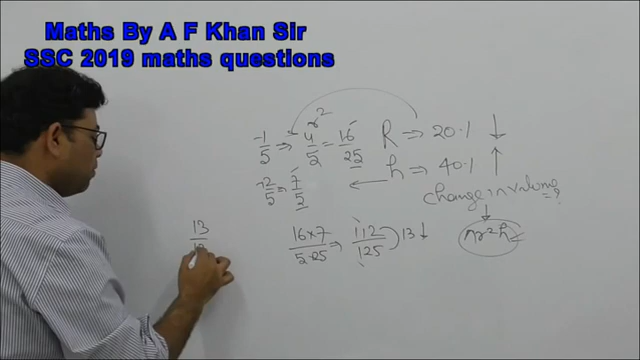 Maths By A F Khan Sir
SSC 2019 maths questions
r²
-1/5 ⇒ 4/5 = 16/25 R ⇒ 20% ↓
+2/5 = 7/5 ← h ⇒ 40% ↑
change in volume = ?
13
16×7/5×25 ⇒ 112/125 ) 13 ↓ πr²h